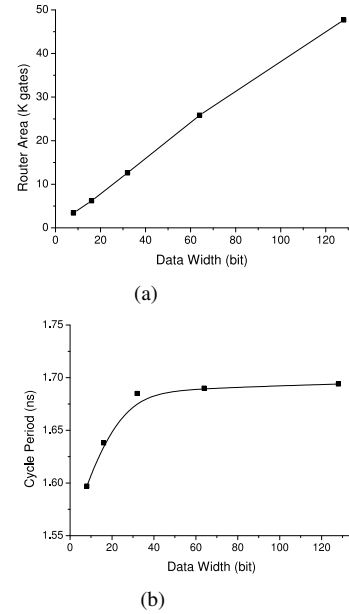 50
40
30
20
10
0
Router Area (K gates)
0 20 40 60 80 100 120
Data Width (bit)
(a)
1.75
1.70
1.65
1.60
1.55
Cycle Period (ns)
0 20 40 60 80 100 120
Data Width (bit)
(b)